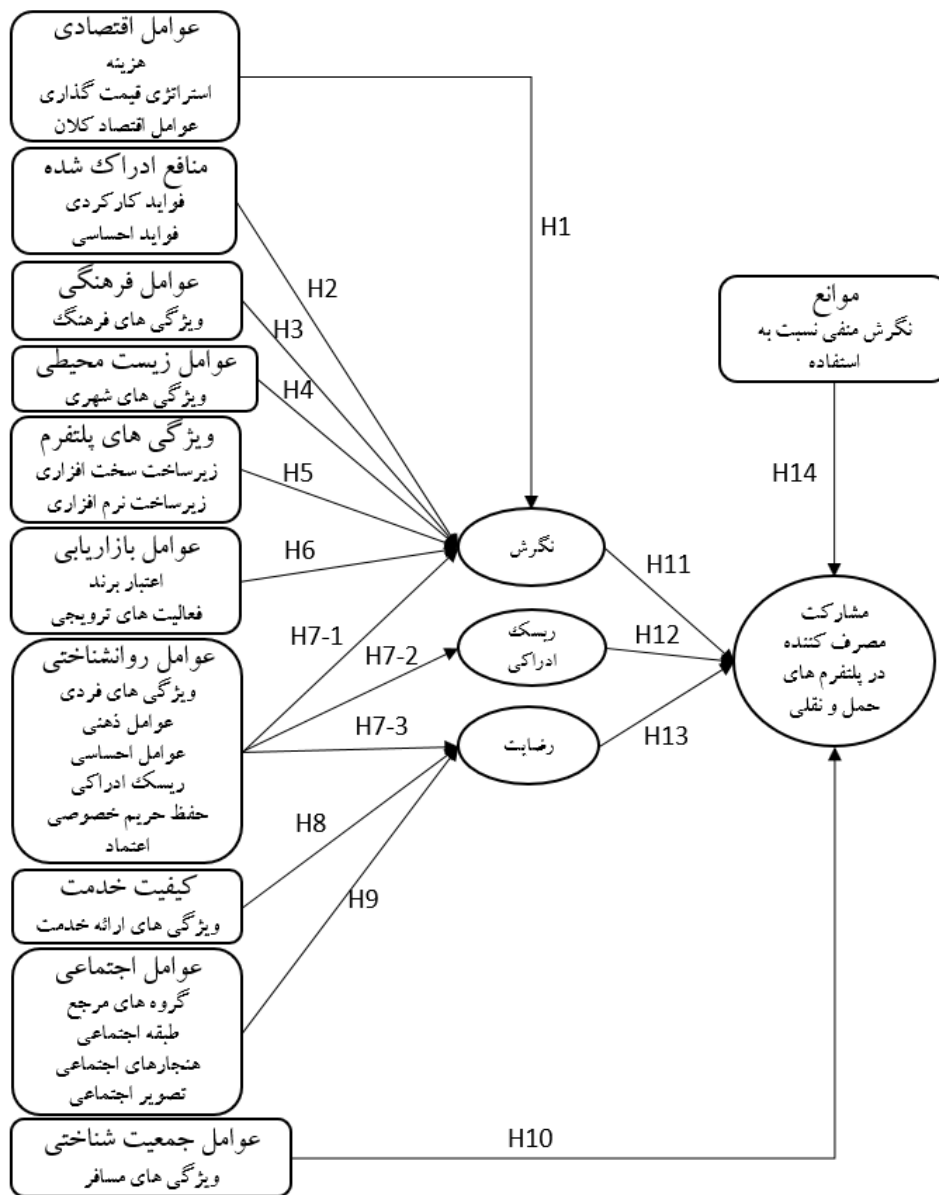 عوامل اقتصادی
هزینه
استراتژی قیمت گذاری
عوامل اقتصاد کلان
منافع ادراک شده
فواید کارکردی
فواید احساسی
عوامل فرهنگی
ویژگی های فرهنگ
عوامل زیست محیطی
ویژگی های شهری
ویژگی های پلتفرم
زیرساخت سخت افزاری
زیرساخت نرم افزاری
عوامل بازاریابی
اعتبار برند
فعالیت های ترویجی
عوامل روانشناختی
ویژگی های فردی
عوامل ذهنی
عوامل احساسی
ریسک ادراکی
حفظ حریم خصوصی
اعتماد
کیفیت خدمت
ویژگی های ارائه خدمت
عوامل اجتماعی
گروه های مرجع
طبقه اجتماعی
هنجارهای اجتماعی
تصویر اجتماعی
عوامل جمعیت شناختی
ویژگی های مسافر
H1
H2
H3
H4
H5
H6
H7-1
H7-2
H7-3
H8
H9
H10
نگرش
ریسک
ادراکی
رضایت
H11
H12
H13
موانع
نگرش منفی نسبت به
استفاده
H14
مشارکت
مصرف کننده
در پلتفرم های
حمل و نقلی